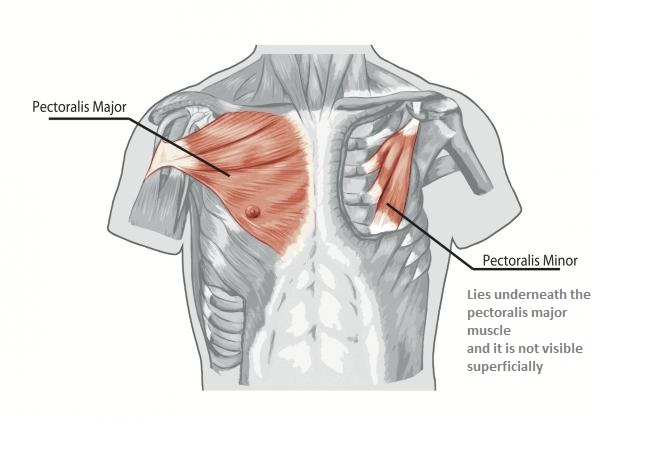 Pectoralis Major
Pectoralis Minor
Lies underneath the
pectoralis major
muscle
and it is not visible
superficially